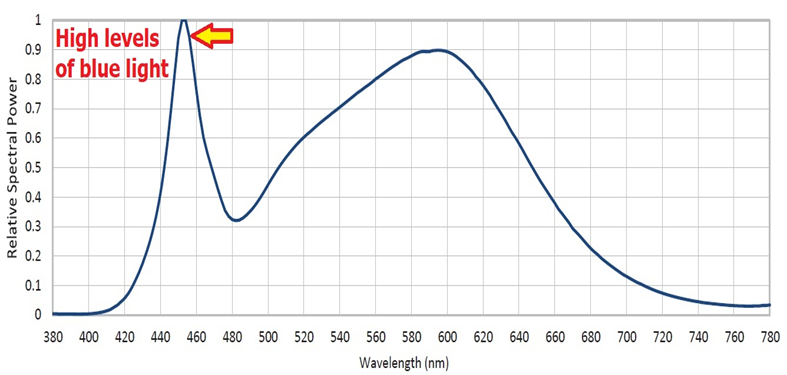 High levels
of blue light
Relative Spectral Power
1
0.9
0.8
0.7
0.6
0.5
0.4
0.3
0.2
0.1
0
380 400 420 440 460 480 500 520 540 560 580 600 620 640 660 680 700 720 740 760 780
Wavelength (nm)